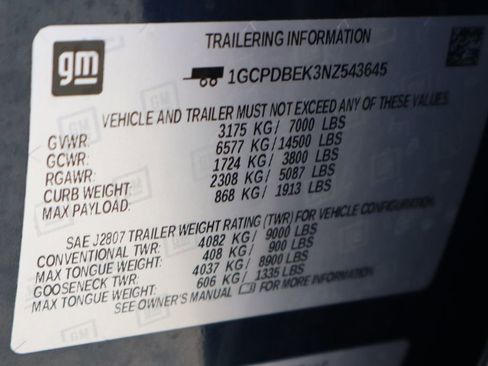 gm
TRAILERING INFORMATION
1GCPDBEK3NZ543645
VEHICLE AND TRAILER MUST NOT EXCEED ANY OF THESE VALUES.
GVWR: 3175 KG / 7000 LBS
GCWR: 6577 KG / 14500 LBS
RGAWR: 1724 KG / 3800 LBS
CURB WEIGHT: 2308 KG / 5087 LBS
MAX PAYLOAD: 868 KG / 1913 LBS
SAE J2807 TRAILER WEIGHT RATING (TWR) FOR VEHICLE CONFIGURATION.
CONVENTIONAL TWR: 4082 KG / 9000 LBS
MAX TONGUE WEIGHT: 408 KG / 900 LBS
GOOSENECK TWR: 4037 KG / 8900 LBS
MAX TONGUE WEIGHT: 606 KG / 1335 LBS
SEE OWNER'S MANUAL FOR MORE INFORMATION